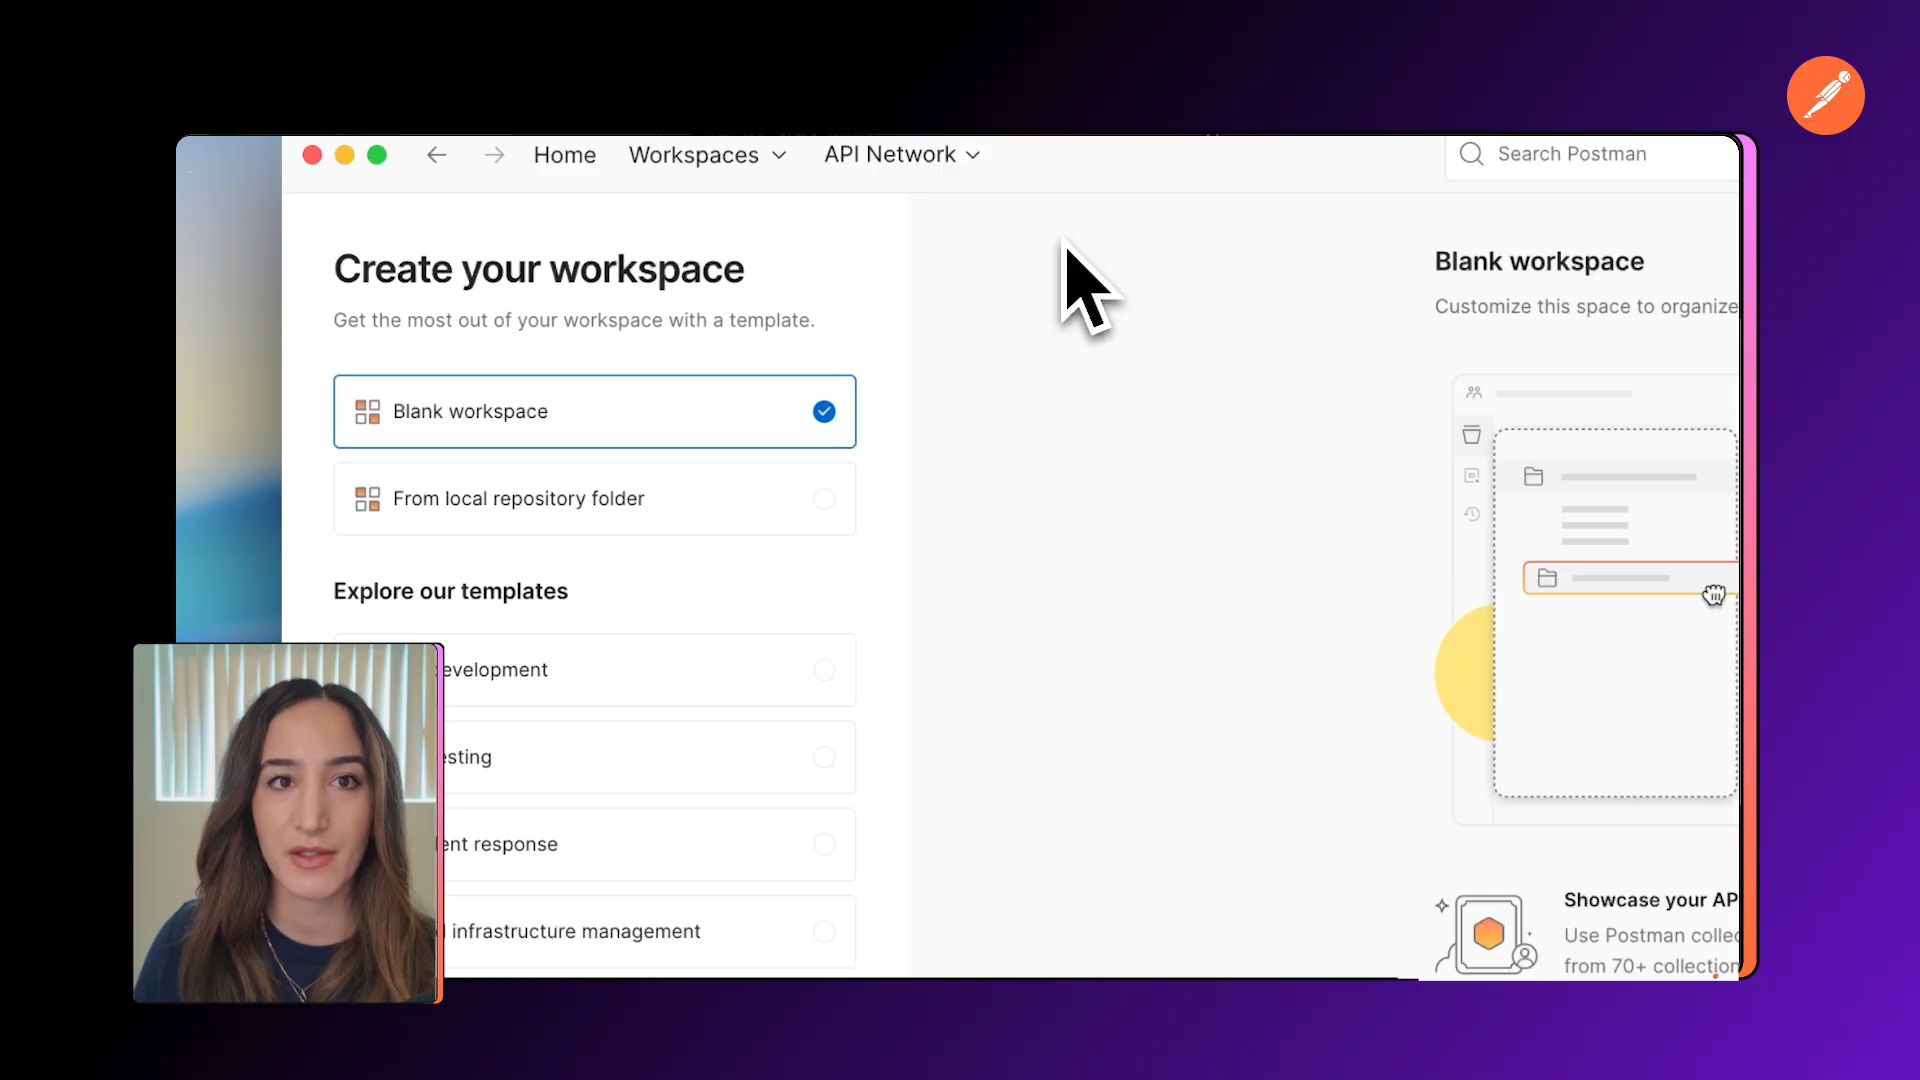 Home Workspaces API Network Search Postman
Create your workspace
Get the most out of your workspace with a template.
Blank workspace
From local repository folder
Explore our templates
evelopment
esting
ent response
infrastructure management
Blank workspace
Customize this space to organize
Showcase your AP
Use Postman collec
from 70+ collection